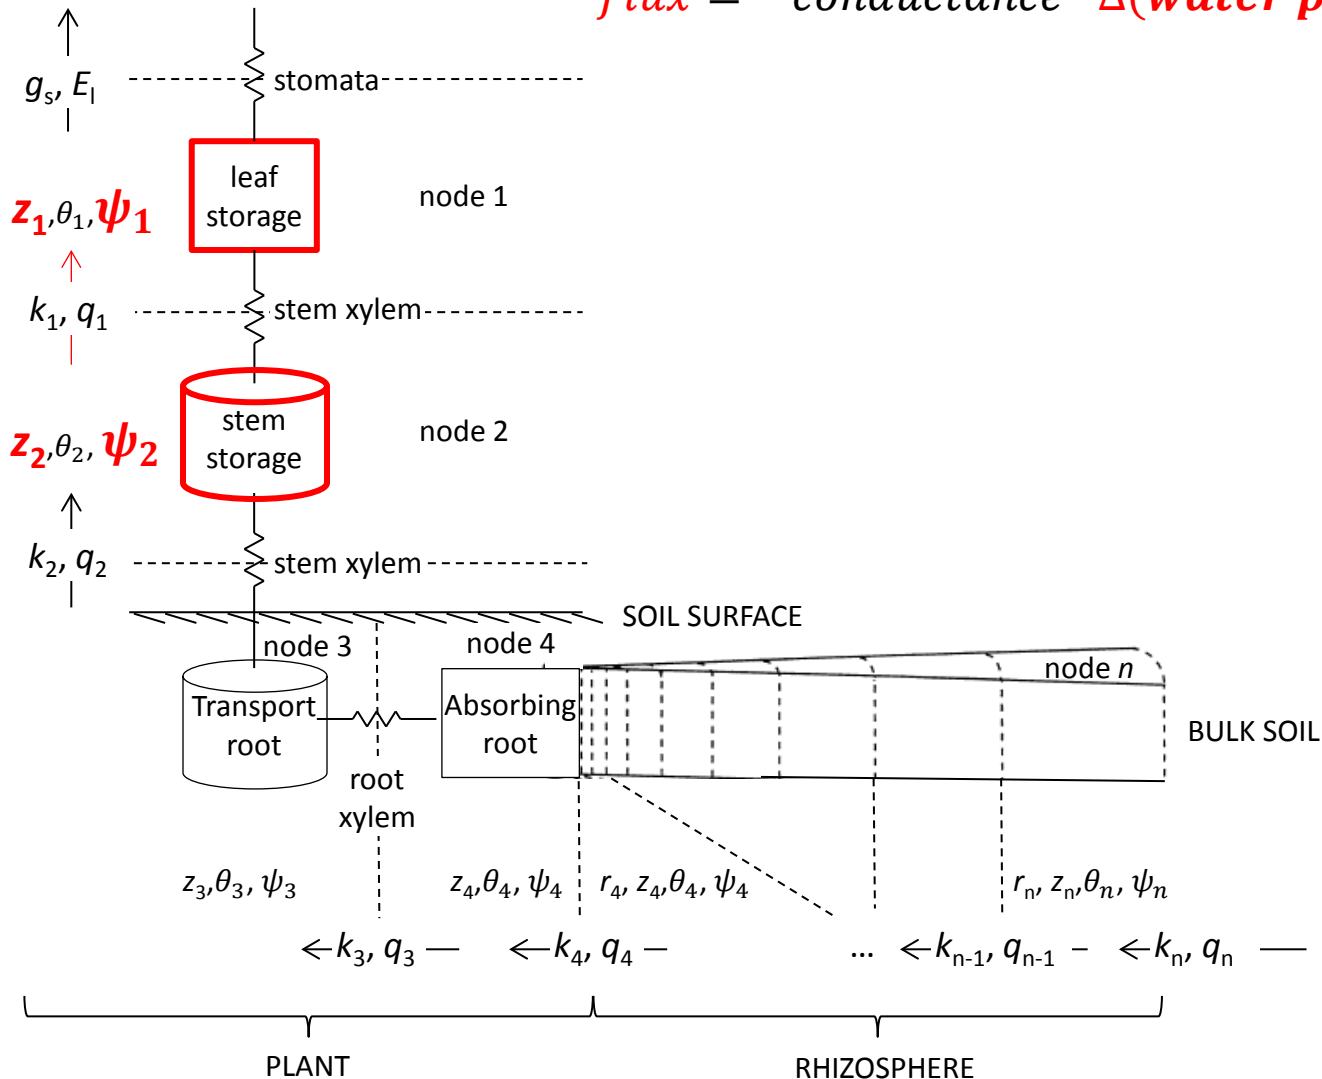 flux = conductance Δ(water p
gₛ, Eₗ
stomata
leaf
storage
node 1
z₁,θ₁,ψ₁
k₁, q₁
stem xylem
stem
storage
node 2
z₂,θ₂, ψ₂
k₂, q₂
stem xylem
SOIL SURFACE
node 3
node 4
node n
Transport
root
Absorbing
root
BULK SOIL
root
xylem
z₃,θ₃, ψ₃
z₄,θ₄, ψ₄
r₄, z₄,θ₄, ψ₄
rₙ, zₙ,θₙ, ψₙ
k₃, q₃
k₄, q₄
...
kₙ₋₁, qₙ₋₁
kₙ, qₙ
PLANT
RHIZOSPHERE